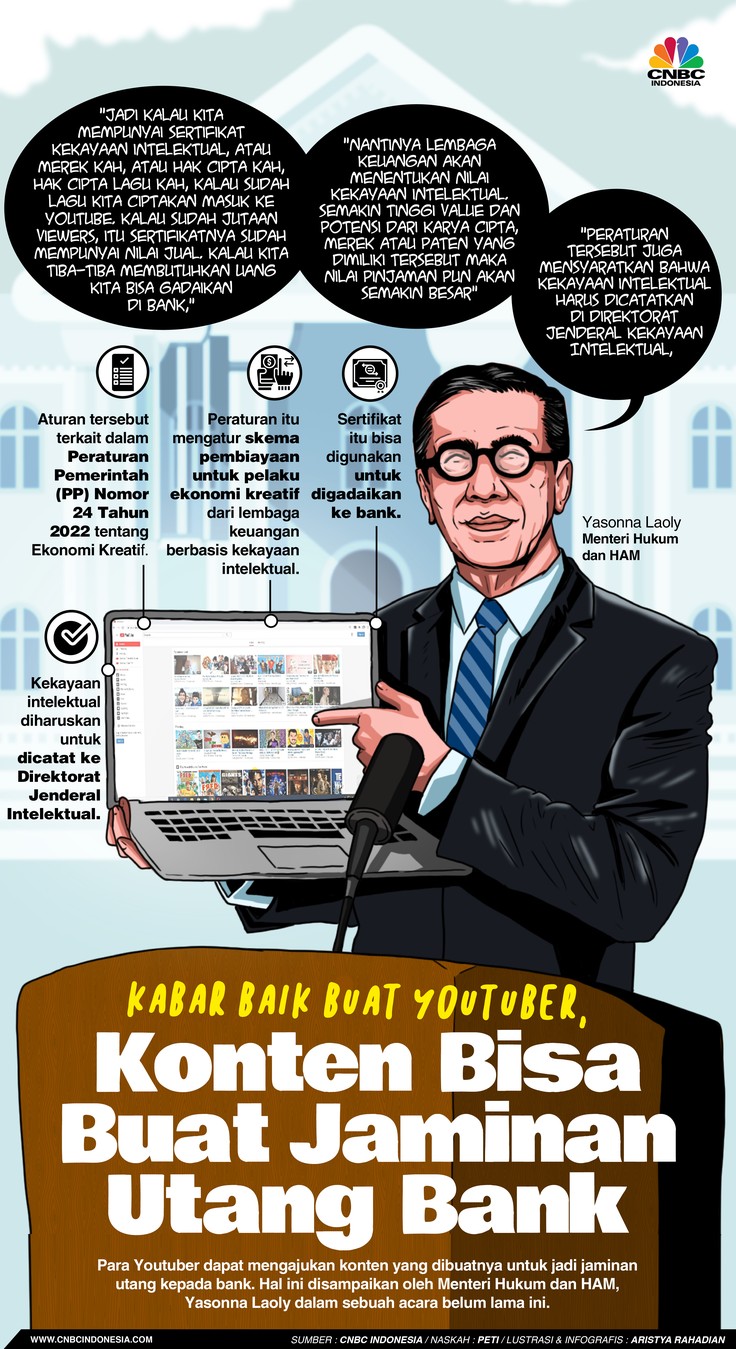 CNBC
INDONESIA
"JADI KALAU KITA
MEMPUNYAI SERTIFIKAT
KEKAYAAN INTELEKTUAL, ATAU
MEREK KAH, ATAU HAK CIPTA KAH,
HAK CIPTA LAGU KAH, KALAU SUDAH
LAGU KITA CIPTAKAN MASUK KE
YOUTUBE. KALAU SUDAH JUTAAN
VIEWERS, ITU SERTIFIKATNYA SUDAH
MEMPUNYAI NILAI JUAL. KALAU KITA
TIBA-TIBA MEMBUTUHKAN UANG
KITA BISA GADAIKAN
DI BANK,"
"NANTINYA LEMBAGA
KEUANGAN AKAN
MENENTUKAN NILAI
KEKAYAAN INTELEKTUAL.
SEMAKIN TINGGI VALUE DAN
POTENSI DARI KARYA CIPTA,
MEREK ATAU PATEN YANG
DIMILIKI TERSEBUT MAKA
NILAI PINJAMAN PUN AKAN
SEMAKIN BESAR"
"PERATURAN
TERSEBUT JUGA
MENSYARATKAN BAHWA
KEKAYAAN INTELEKTUAL
HARUS DICATATKAN
DI DIREKTORAT
JENDERAL KEKAYAAN
INTELEKTUAL,
Aturan tersebut
terkait dalam
Peraturan
Pemerintah
(PP) Nomor
24 Tahun
2022 tentang
Ekonomi Kreatif.
Peraturan itu
mengatur skema
pembiayaan
untuk pelaku
ekonomi kreatif
dari lembaga
keuangan
berbasis kekayaan
intelektual.
Sertifikat
itu bisa
digunakan
untuk
digadaikan
ke bank.
Yasonna Laoly
Menteri Hukum
dan HAM
Kekayaan
intelektual
diharuskan
untuk
dicatat ke
Direktorat
Jenderal
Intelektual.
KABAR BAIK BUAT YOUTUBER,
Konten Bisa
Buat Jaminan
Utang Bank
Para Youtuber dapat mengajukan konten yang dibuatnya untuk jadi jaminan
utang kepada bank. Hal ini disampaikan oleh Menteri Hukum dan HAM,
Yasonna Laoly dalam sebuah acara belum lama ini.
WWW.CNBCINDONESIA.COM
SUMBER : CNBC INDONESIA / NASKAH : PETI / LUSTRASI & INFOGRAFIS : ARISTYA RAHADIAN